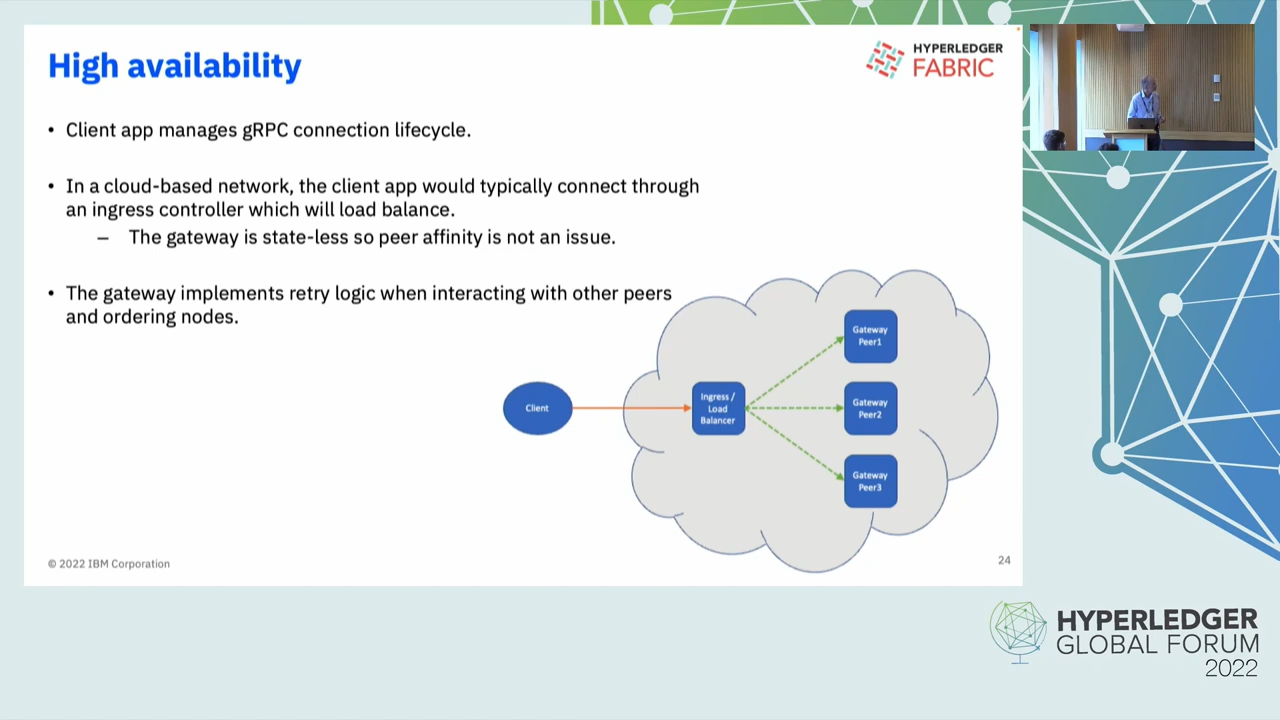 High availability
HYPERLEDGER
FABRIC
• Client app manages gRPC connection lifecycle.
• In a cloud-based network, the client app would typically connect through
an ingress controller which will load balance.
– The gateway is state-less so peer affinity is not an issue.
• The gateway implements retry logic when interacting with other peers
and ordering nodes.
Client
Ingress /
Load
Balancer
Gateway
Peer1
Gateway
Peer2
Gateway
Peer3
© 2022 IBM Corporation
24
HYPERLEDGER
GLOBAL FORUM
2022